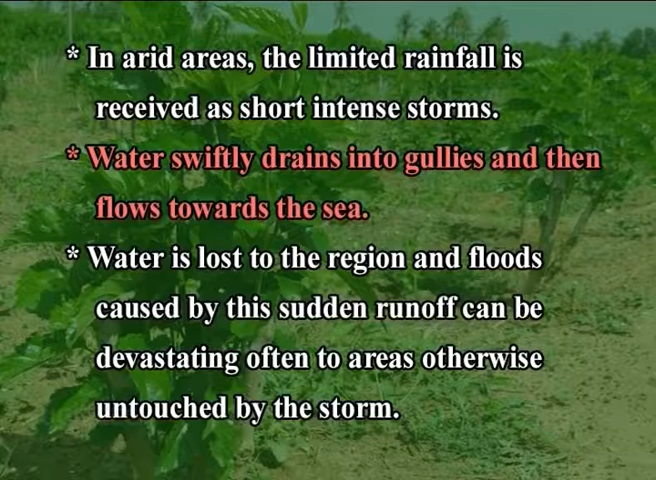 * In arid areas, the limited rainfall is
received as short intense storms.
* Water swiftly drains into gullies and then
flows towards the sea.
* Water is lost to the region and floods
caused by this sudden runoff can be
devastating often to areas otherwise
untouched by the storm.